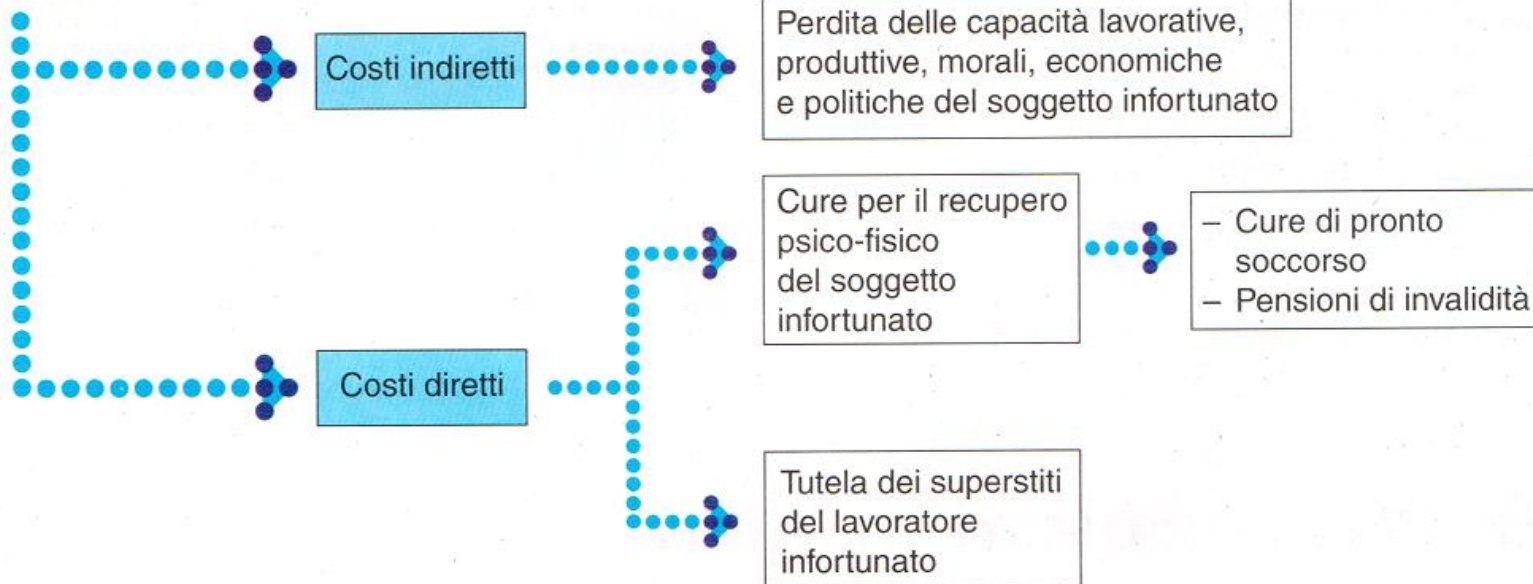 Costi indiretti
Perdita delle capacità lavorative,
produttive, morali, economiche
e politiche del soggetto infortunato
Costi diretti
Cure per il recupero
psico-fisico
del soggetto
infortunato
– Cure di pronto
soccorso
– Pensioni di invalidità
Tutela dei superstiti
del lavoratore
infortunato